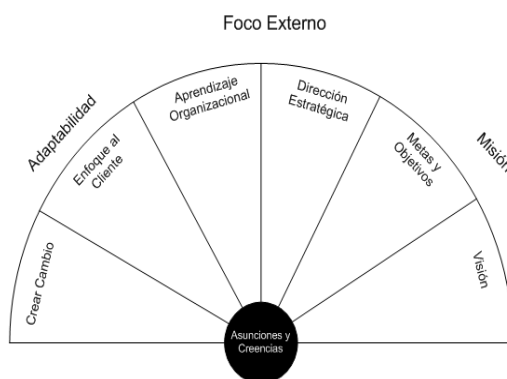 Foco Externo
Adaptabilidad
Misión
Crear Cambio
Enfoque al
Cliente
Aprendizaje
Organizacional
Dirección
Estratégica
Metas y
Objetivos
Visión
Asunciones y
Creencias